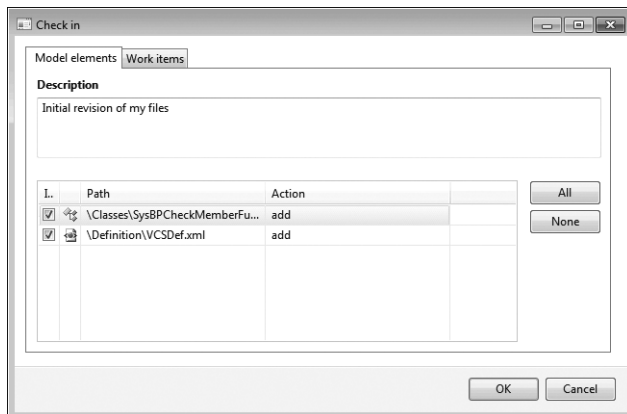 Check in
Model elements Work items
Description
Initial revision of my files
I.. Path Action
\Classes\SysBPCheckMemberFu... add
\Definition\VCSDef.xml add
All
None
OK Cancel